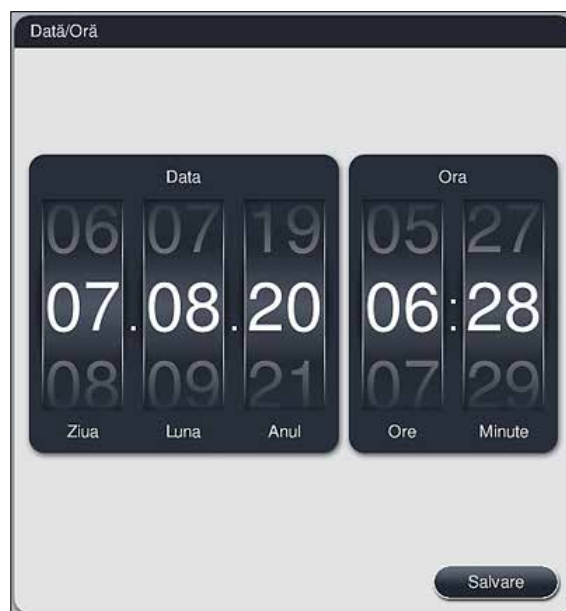 Dată/Oră
Data
06 07 19
07.08.20
08 09 21
Ziua Luna Anul
Ora
05 27
06:28
07 29
Ore Minute
Salvare